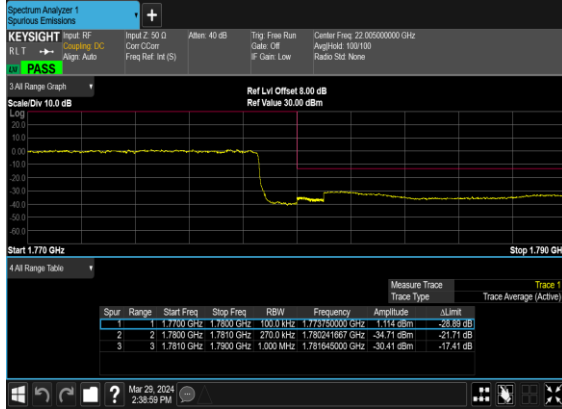 Spectrum Analyzer 1
Spurious Emissions
KEYSIGHT Input: RF Input Z: 50 Ω Atten: 40 dB Trig: Free Run Center Freq: 22.005000000 GHz
RLT Coupling: DC Corr CCorr Gate: Off Avg|Hold: 100/100
Align: Auto Freq Ref: Int (S) IF Gain: Low Radio Std: None
PASS
3 All Range Graph
Ref Lvl Offset 8.00 dB
Scale/Div 10.0 dB Ref Value 30.00 dBm
Log
20.0
10.0
0.00
-10.0
-20.0
-30.0
-40.0
-50.0
-60.0
Start 1.770 GHz Stop 1.790 GH
4 All Range Table
Measure Trace Trace 1
Trace Type Trace Average (Active)
Spur Range Start Freq Stop Freq RBW Frequency Amplitude ΔLimit
1 1 1.7700 GHz 1.7800 GHz 100.0 kHz 1.773750000 GHz 1.114 dBm -28.89 dB
2 2 1.7800 GHz 1.7810 GHz 270.0 kHz 1.780241667 GHz -34.71 dBm -21.71 dB
3 3 1.7810 GHz 1.7900 GHz 1.000 MHz 1.781645000 GHz -30.41 dBm -17.41 dB
? Mar 29, 2024
2:38:59 PM